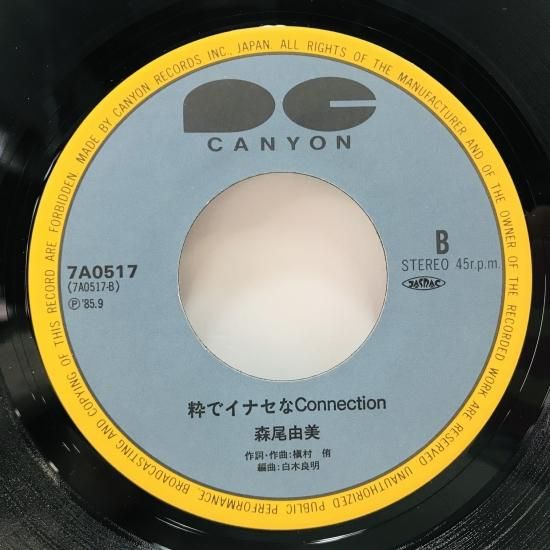 MADE BY CANYON RECORDS INC., JAPAN. ALL RIGHTS OF THE MANUFACTURER AND OF THE OWNER OF THE RECORDED WORK ARE RESERVED UNAUTHORIZED PUBLIC PERFORMANCE, BROADCASTING AND COPYING OF THIS RECORD ARE FORBIDDEN.
CANYON
7A0517
(7A0517-B)
Ⓟ'85.9
B
STEREO 45r.p.m.
JASRAC
粋でイナセなConnection
森尾由美
作詞・作曲:槇村 侑
編曲:白木良明